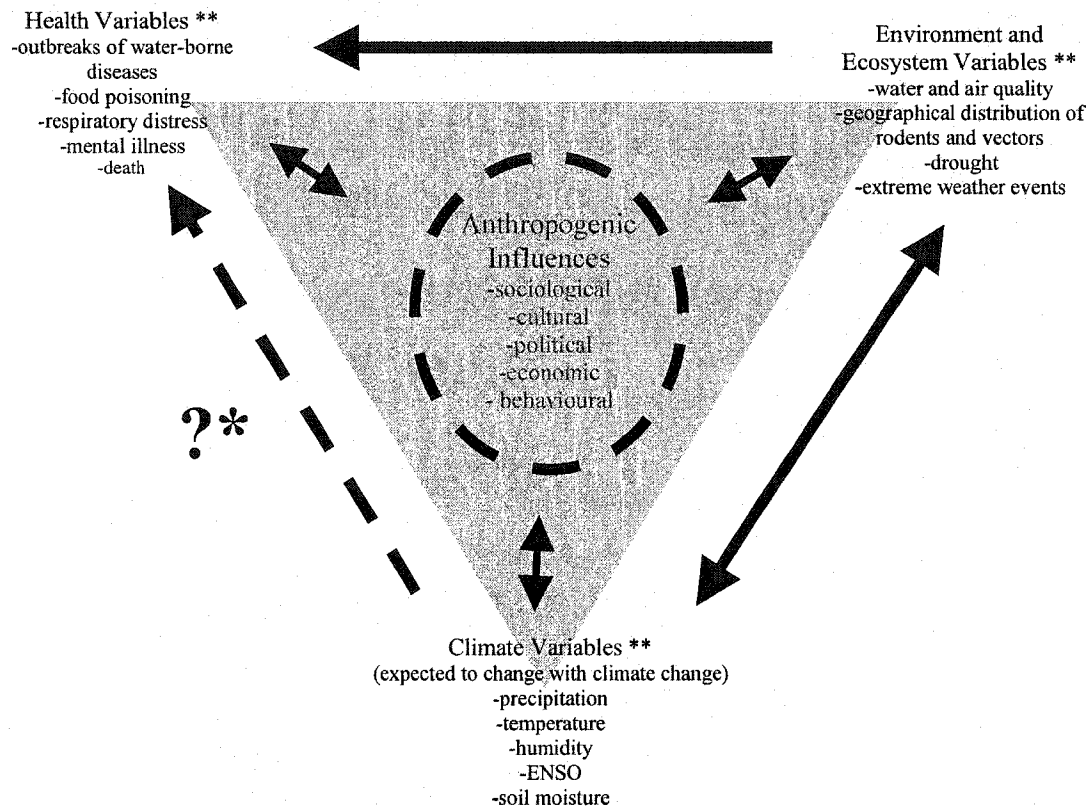 Health Variables **
-outbreaks of water-borne
diseases
-food poisoning
-respiratory distress
-mental illness
-death
Environment and
Ecosystem Variables **
-water and air quality
-geographical distribution of
rodents and vectors
-drought
-extreme weather events
Anthropogenic
Influences
-sociological
-cultural
-political
-economic
- behavioural
?*
Climate Variables **
(expected to change with climate change)
-precipitation
-temperature
-humidity
-ENSO
-soil moisture